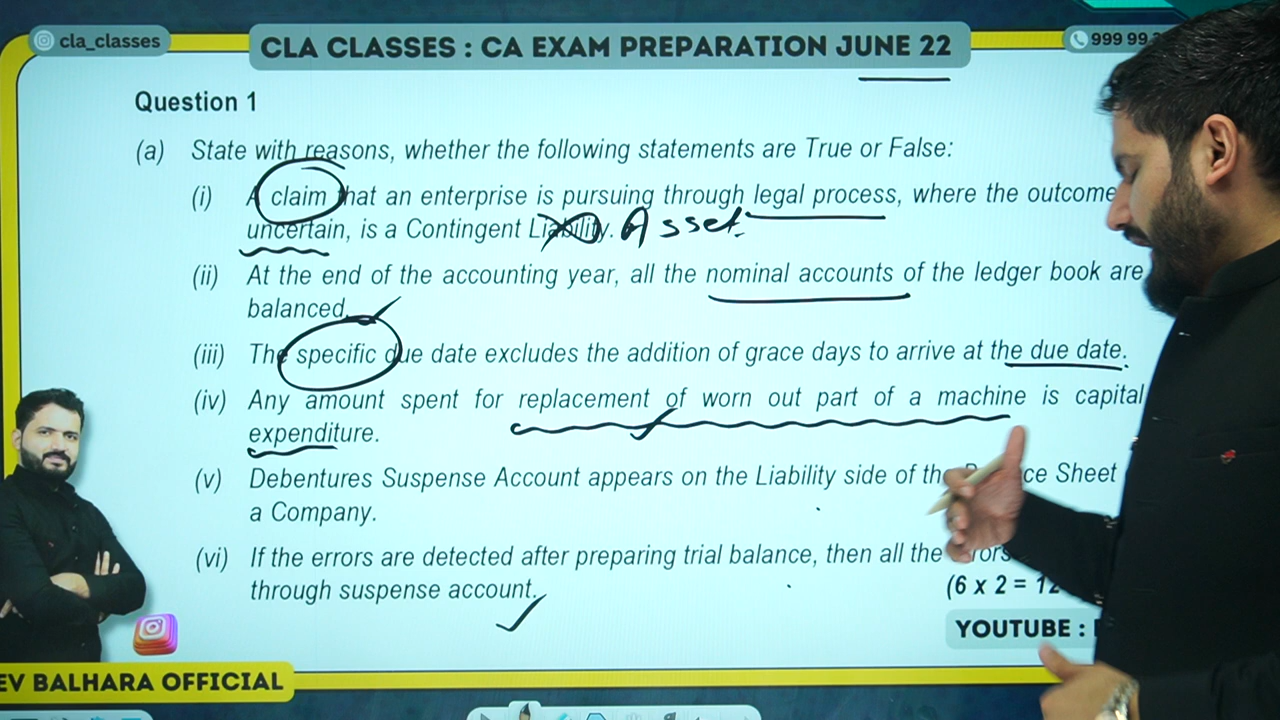 cla_classes
CLA CLASSES : CA EXAM PREPARATION JUNE 22
999 99
Question 1
(a) State with reasons, whether the following statements are True or False:
(i) A claim that an enterprise is pursuing through legal process, where the outcome
uncertain, is a Contingent Liability. Asset.
(ii) At the end of the accounting year, all the nominal accounts of the ledger book are
balanced.
(iii) The specific due date excludes the addition of grace days to arrive at the due date.
(iv) Any amount spent for replacement of worn out part of a machine is capital
expenditure.
(v) Debentures Suspense Account appears on the Liability side of the Sheet
a Company.
(vi) If the errors are detected after preparing trial balance, then all the
through suspense account.
(6 x 2 = 12
YOUTUBE :
EV BALHARA OFFICIAL